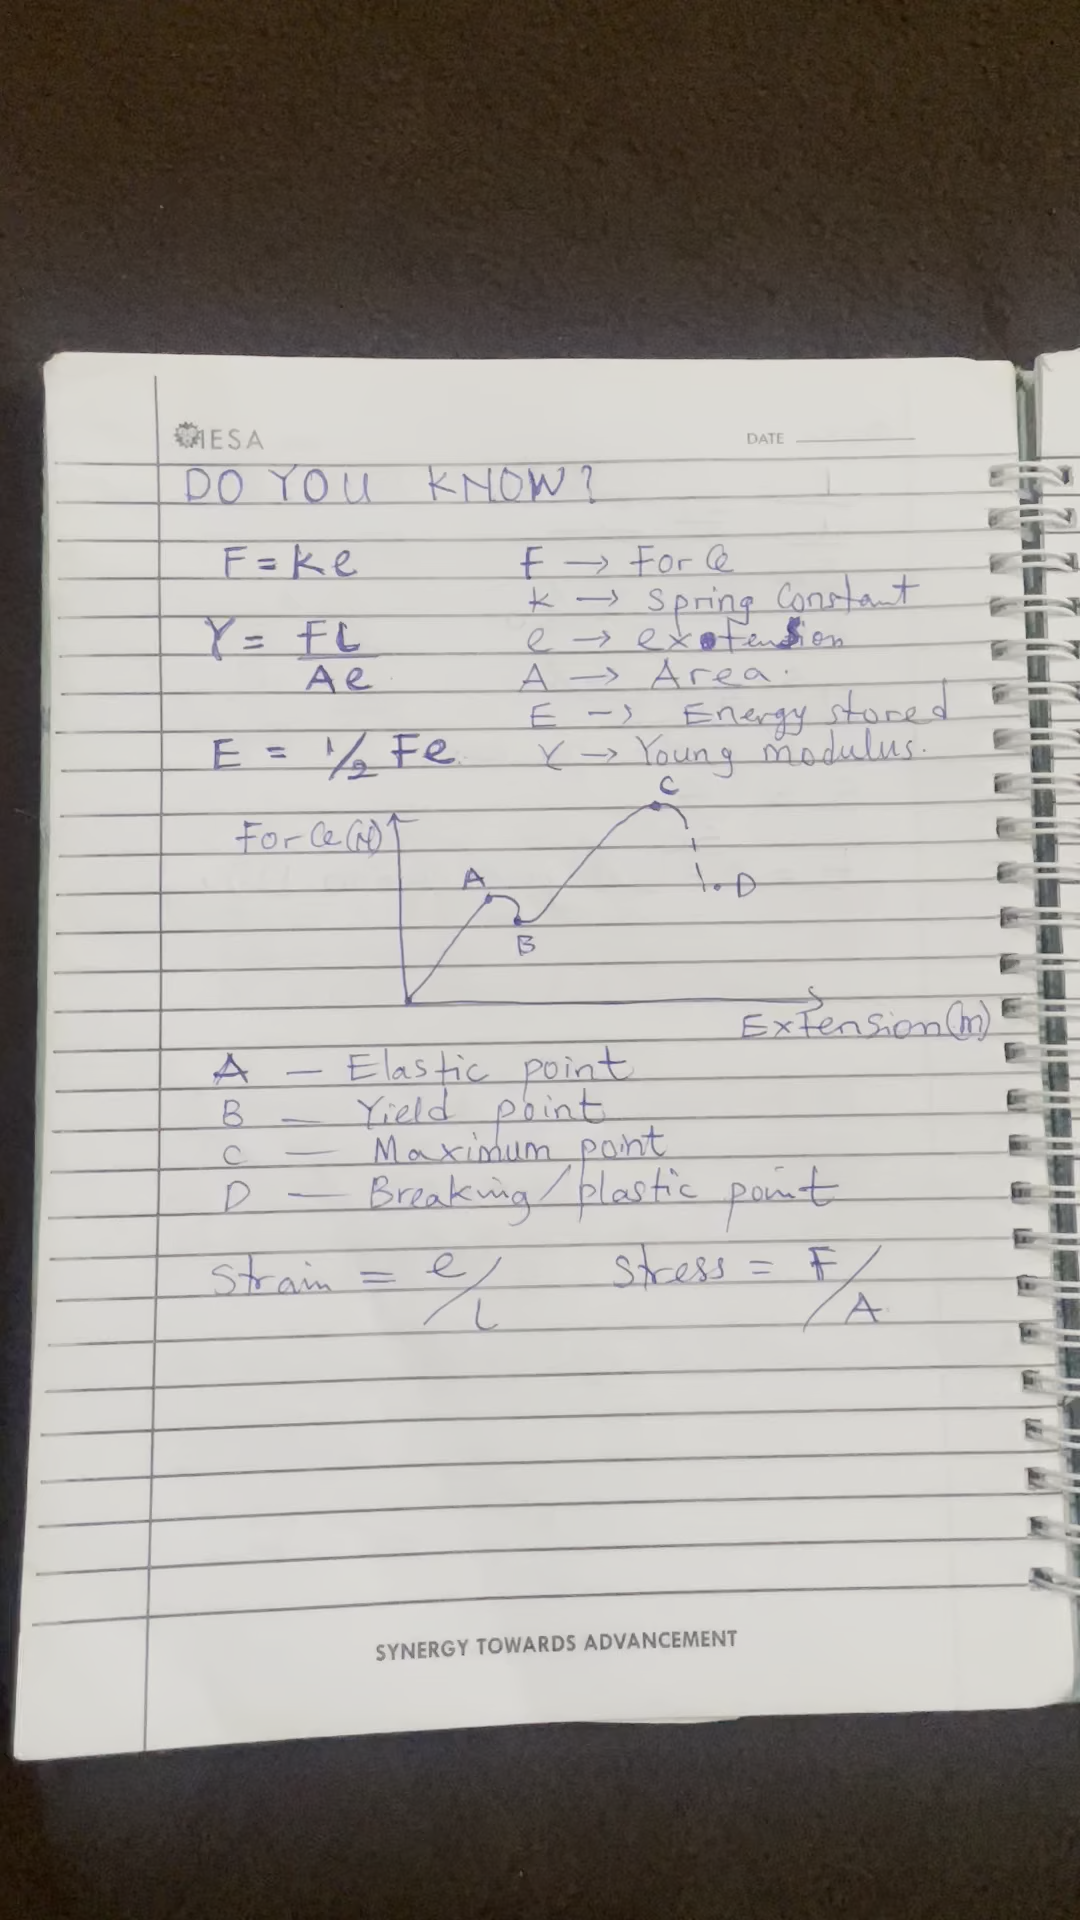 IESA
DATE
DO YOU KNOW?
F = Ke
F → Force
K → Spring Constant
Y = FL
Ae
e → extension
A → Area.
E → Energy stored
E = 1/2 Fe
Y → Young modulus.
C
Force (N)
A
D
B
Extension (m)
A — Elastic point
B — Yield point
C — Maximum point
D — Breaking/plastic point
Strain = e/L Stress = F/A
SYNERGY TOWARDS ADVANCEMENT